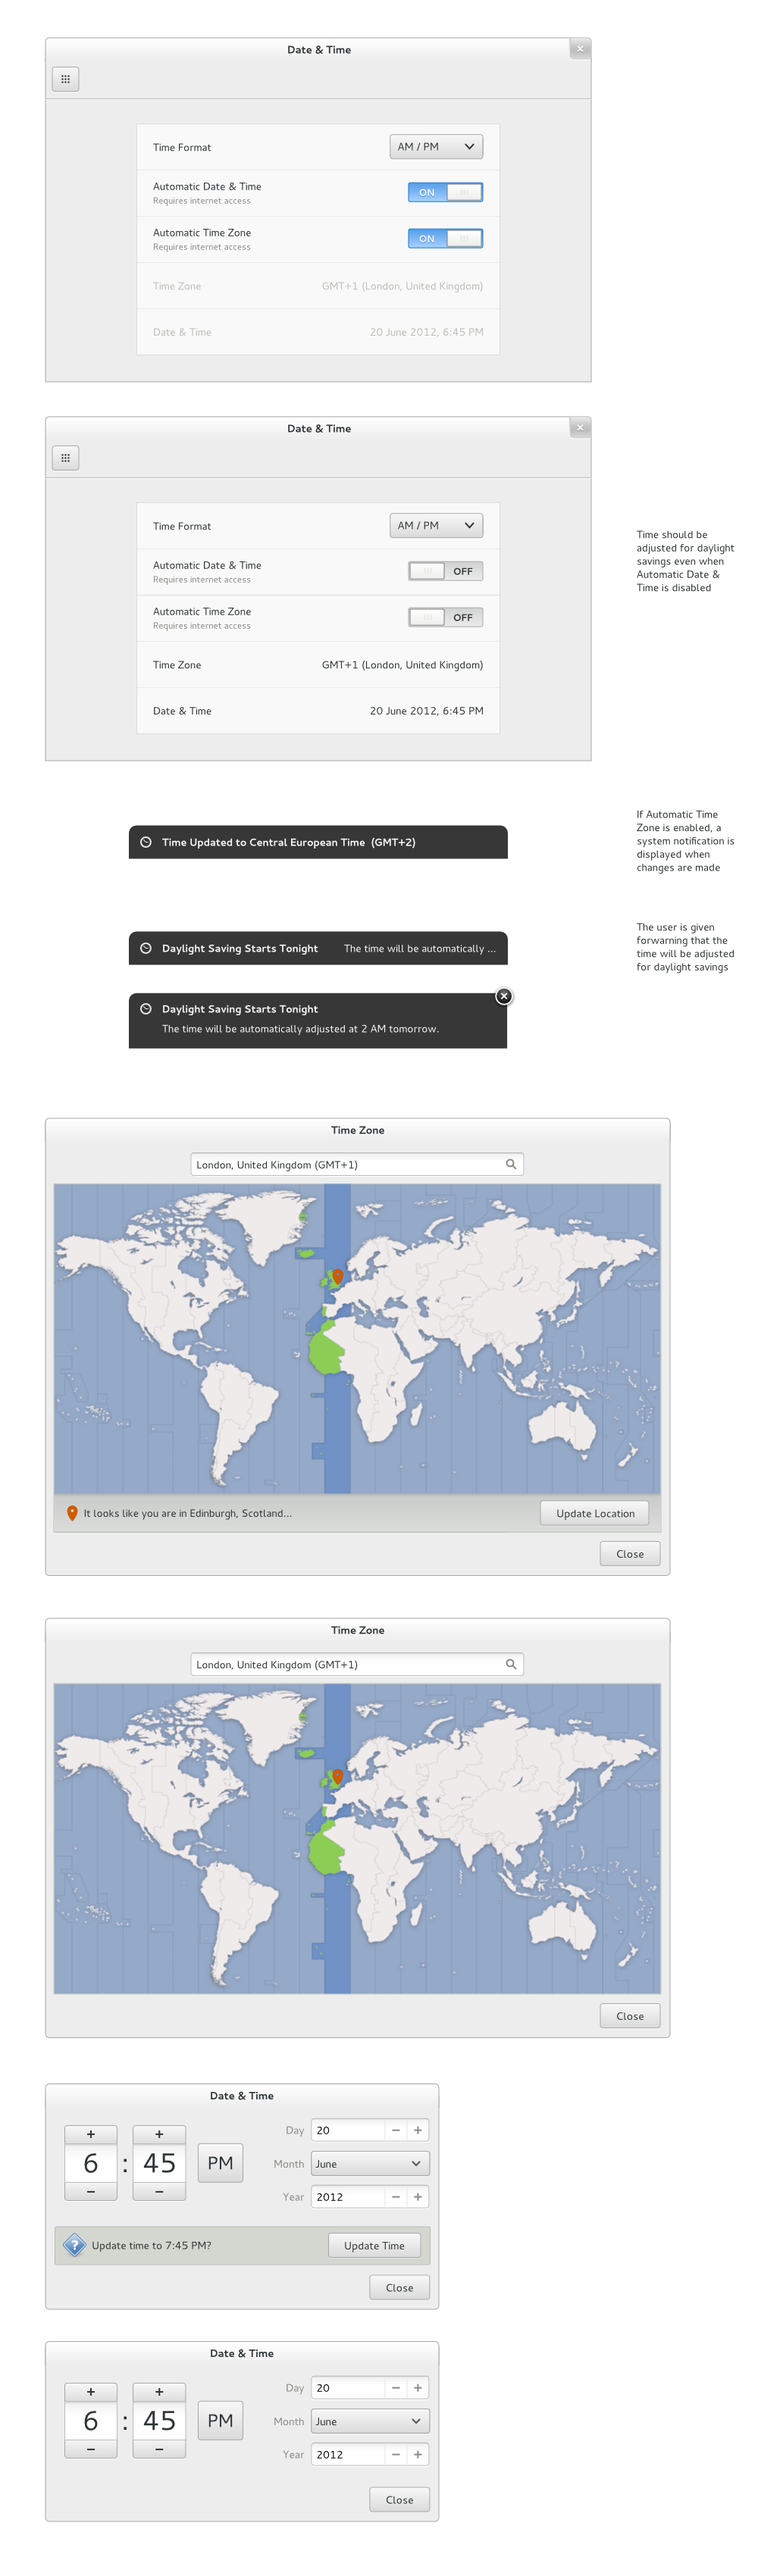 Date & Time
Time Format
AM / PM
Automatic Date & Time
Requires internet access
ON
Automatic Time Zone
Requires internet access
ON
Time Zone
GMT+1 (London, United Kingdom)
Date & Time
20 June 2012, 6:45 PM
Date & Time
Time Format
AM / PM
Automatic Date & Time
Requires internet access
OFF
Automatic Time Zone
Requires internet access
OFF
Time Zone
GMT+1 (London, United Kingdom)
Date & Time
20 June 2012, 6:45 PM
Time should be
adjusted for daylight
savings even when
Automatic Date &
Time is disabled
Time Updated to Central European Time (GMT+2)
If Automatic Time
Zone is enabled, a
system notification is
displayed when
changes are made
Daylight Saving Starts Tonight
The time will be automatically ...
The user is given
forwarning that the
time will be adjusted
for daylight savings
Daylight Saving Starts Tonight
The time will be automatically adjusted at 2 AM tomorrow.
Time Zone
London, United Kingdom (GMT+1)
It looks like you are in Edinburgh, Scotland...
Update Location
Close
Time Zone
London, United Kingdom (GMT+1)
Close
Date & Time
6 : 45 PM
Day 20
Month June
Year 2012
Update time to 7:45 PM?
Update Time
Close
Date & Time
6 : 45 PM
Day 20
Month June
Year 2012
Close